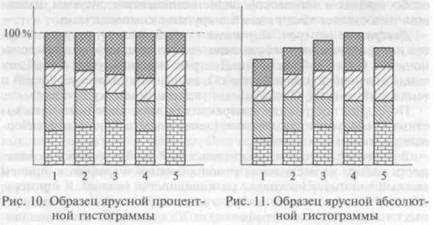 100 %
1 2 3 4 5
1 2 3 4 5
Рис. 10. Образец ярусной процент-
ной гистограммы
Рис. 11. Образец ярусной абсолют-
ной гистограммы